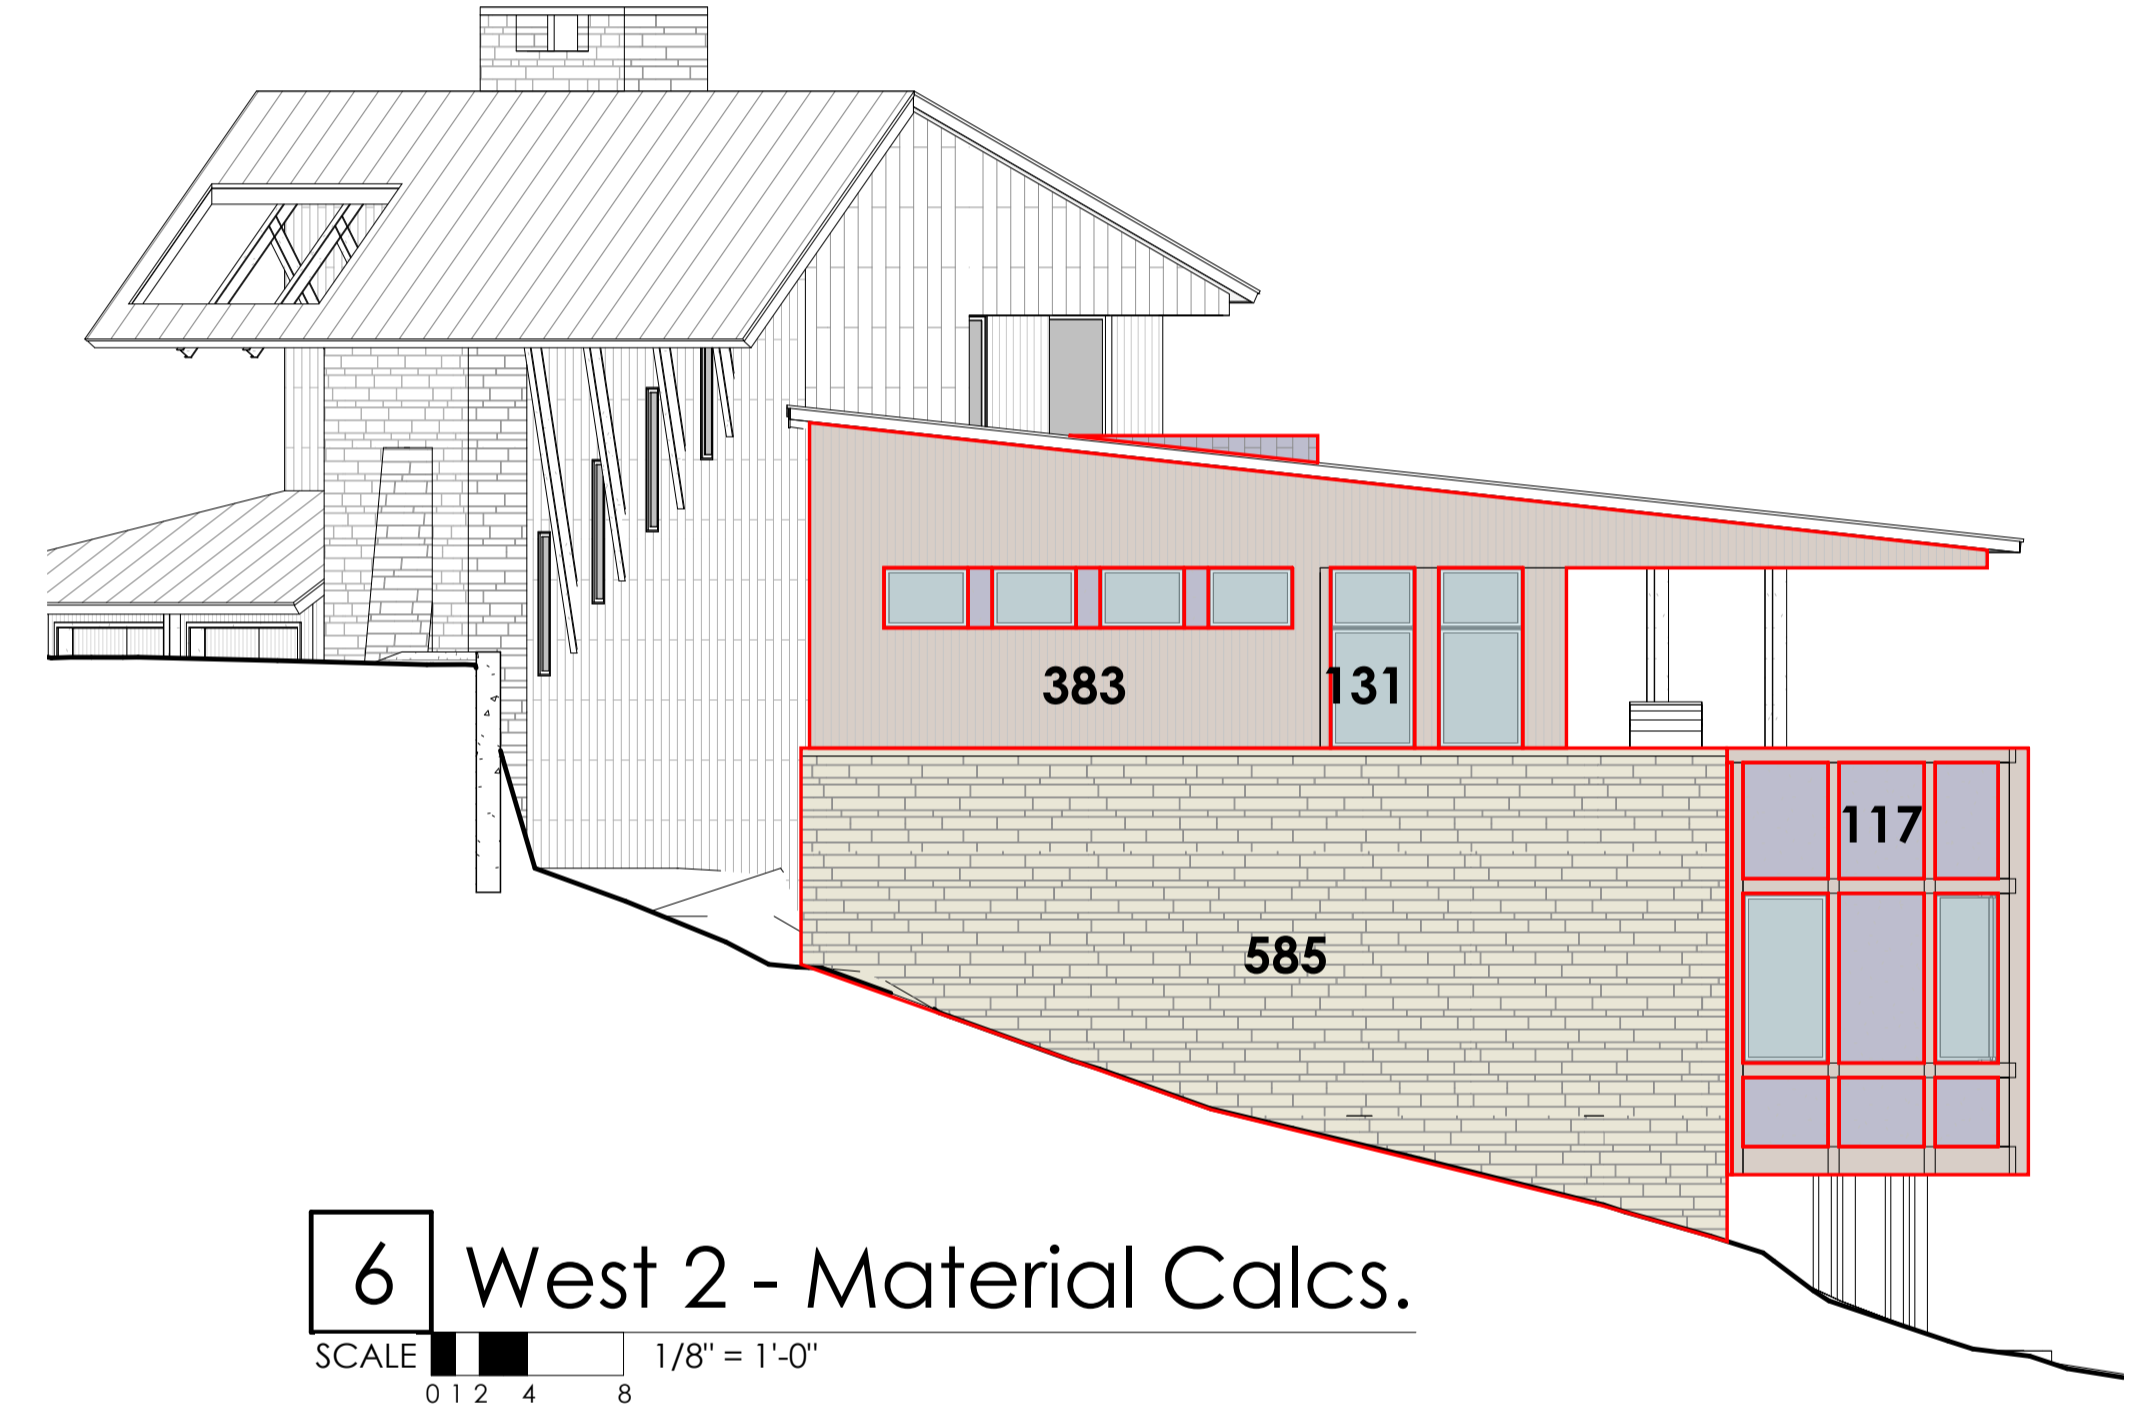 383
131
117
585
6
West 2 - Material Calcs.
SCALE
1/8" = 1'-0"
0 1 2 4 8